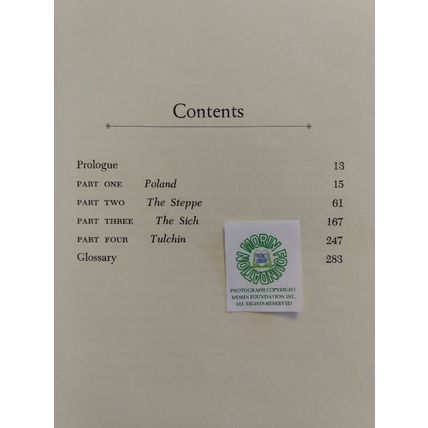 Contents
Prologue 13
PART ONE Poland 15
PART TWO The Steppe 61
PART THREE The Sich 167
PART FOUR Tulchin 247
Glossary 283
MORIN FOUNDATION
PHOTOGRAPH COPYRIGHT
MORIN FOUNDATION INC.
ALL RIGHTS RESERVED